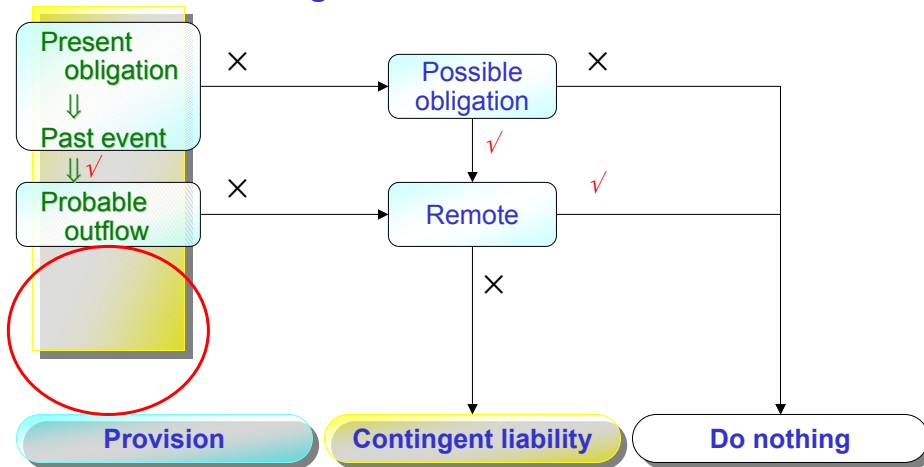 Present
obligation
⇓
Past event
⇓ √
Probable
outflow
×
×
Possible
obligation
×
√
Remote
√
×
Provision
Contingent liability
Do nothing